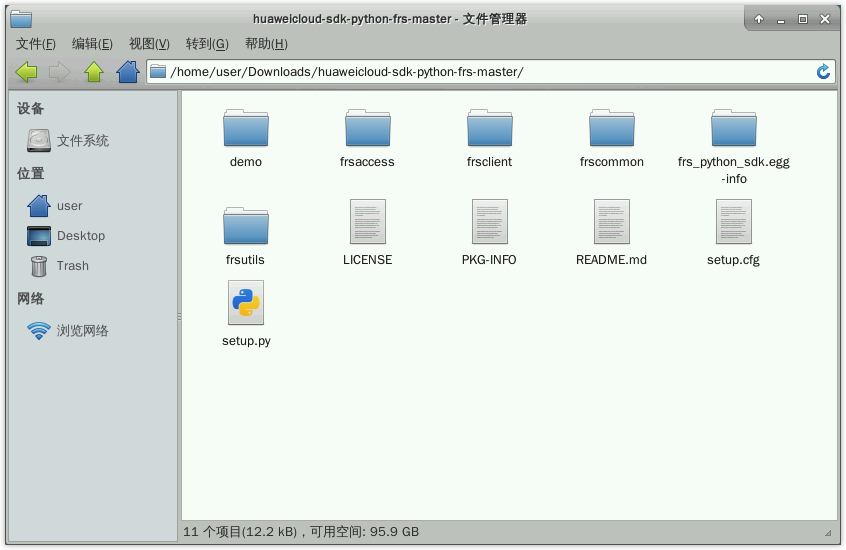 huaweicloud-sdk-python-frs-master - 文件管理器
文件(F) 编辑(E) 视图(V) 转到(G) 帮助(H)
/home/user/Downloads/huaweicloud-sdk-python-frs-master/
设备
文件系统
位置
user
Desktop
Trash
网络
浏览网络
demo
frsaccess
frsclient
frscommon
frs_python_sdk.egg
-info
frsutils
LICENSE
PKG-INFO
README.md
setup.cfg
setup.py
11 个项目(12.2 kB)，可用空间: 95.9 GB